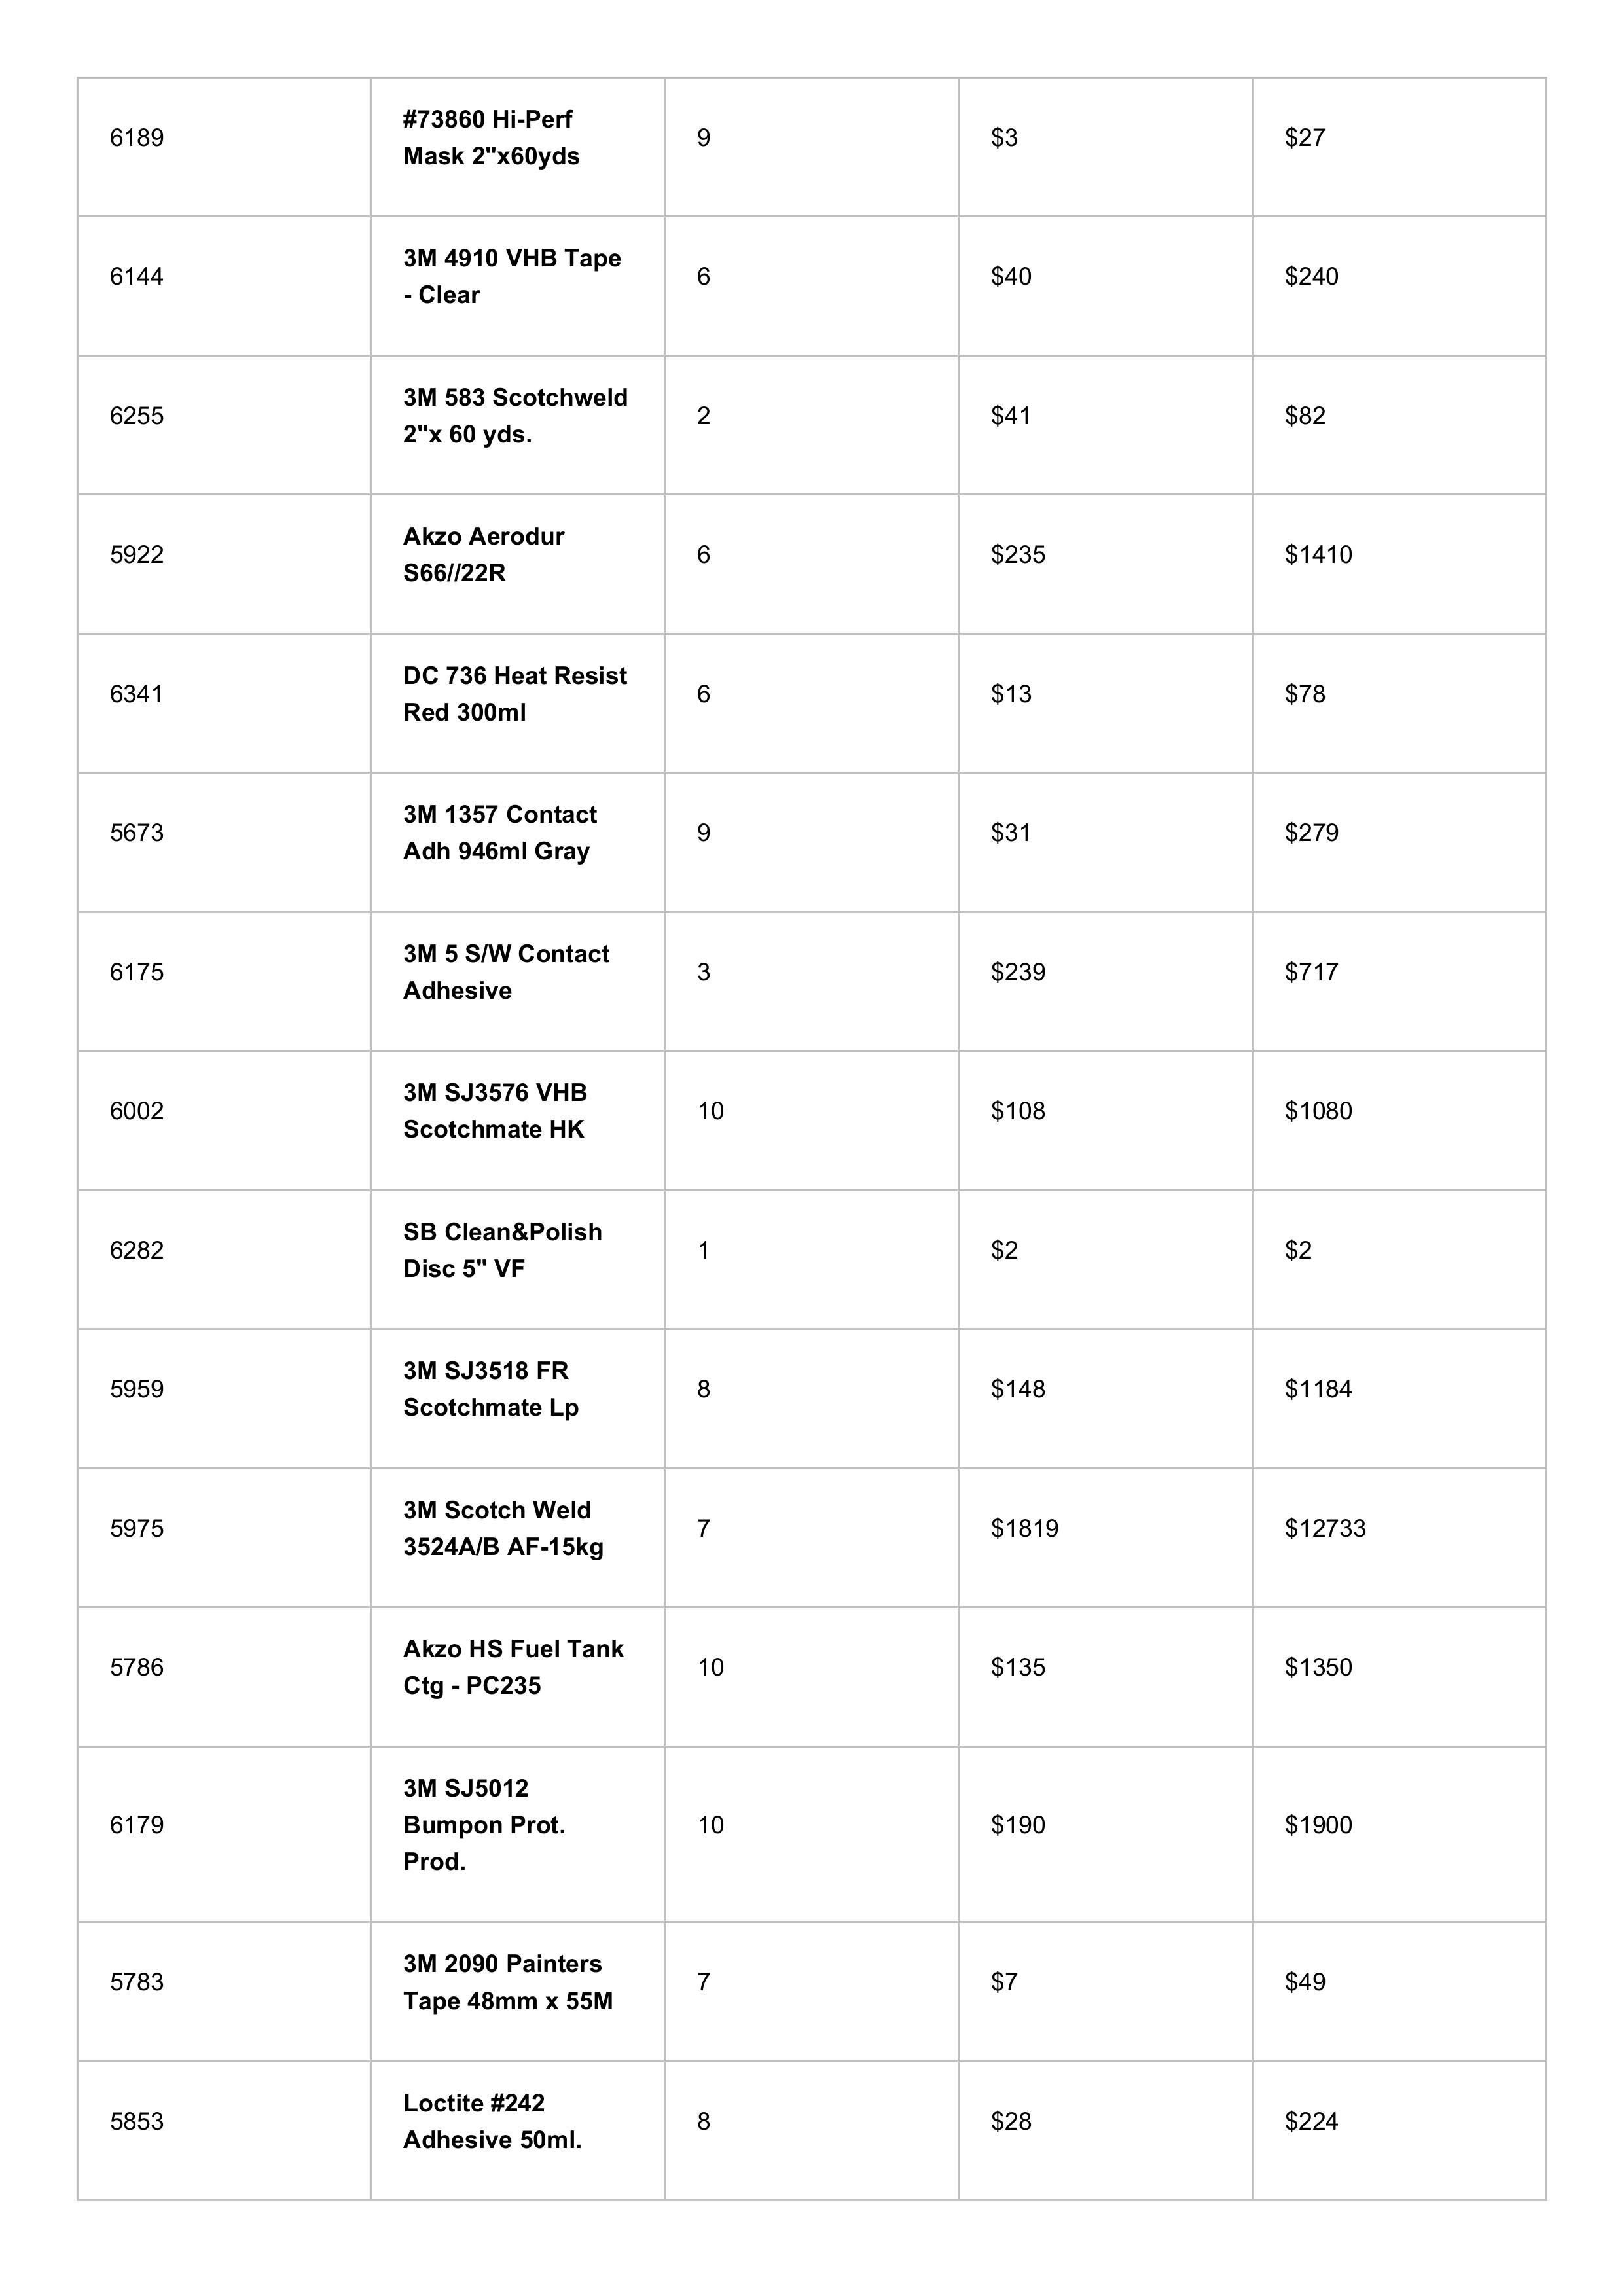 6189
#73860 Hi-Perf
Mask 2"x60yds
9
$3
$27
6144
3M 4910 VHB Tape
- Clear
6
$40
$240
6255
3M 583 Scotchweld
2"x 60 yds.
2
$41
$82
5922
Akzo Aerodur
S66//22R
6
$235
$1410
6341
DC 736 Heat Resist
Red 300ml
6
$13
$78
5673
3M 1357 Contact
Adh 946ml Gray
9
$31
$279
6175
3M 5 S/W Contact
Adhesive
3
$239
$717
6002
3M SJ3576 VHB
Scotchmate HK
10
$108
$1080
6282
SB Clean&Polish
Disc 5" VF
1
$2
$2
5959
3M SJ3518 FR
Scotchmate Lp
8
$148
$1184
5975
3M Scotch Weld
3524A/B AF-15kg
7
$1819
$12733
5786
Akzo HS Fuel Tank
Ctg - PC235
10
$135
$1350
6179
3M SJ5012
Bumpon Prot.
Prod.
10
$190
$1900
5783
3M 2090 Painters
Tape 48mm x 55M
7
$7
$49
5853
Loctite #242
Adhesive 50ml.
8
$28
$224